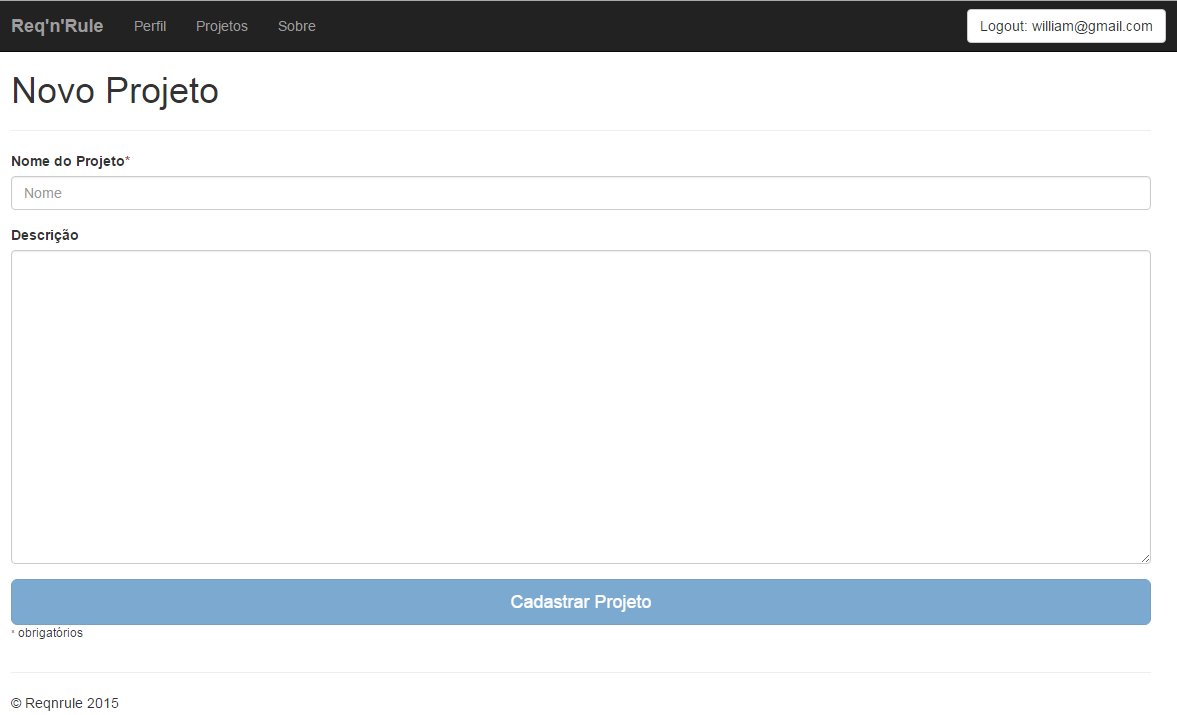 Req'n'Rule Perfil Projetos Sobre Logout: william@gmail.com
Novo Projeto
Nome do Projeto*
Nome
Descrição
Cadastrar Projeto
* obrigatórios
© Reqnrule 2015